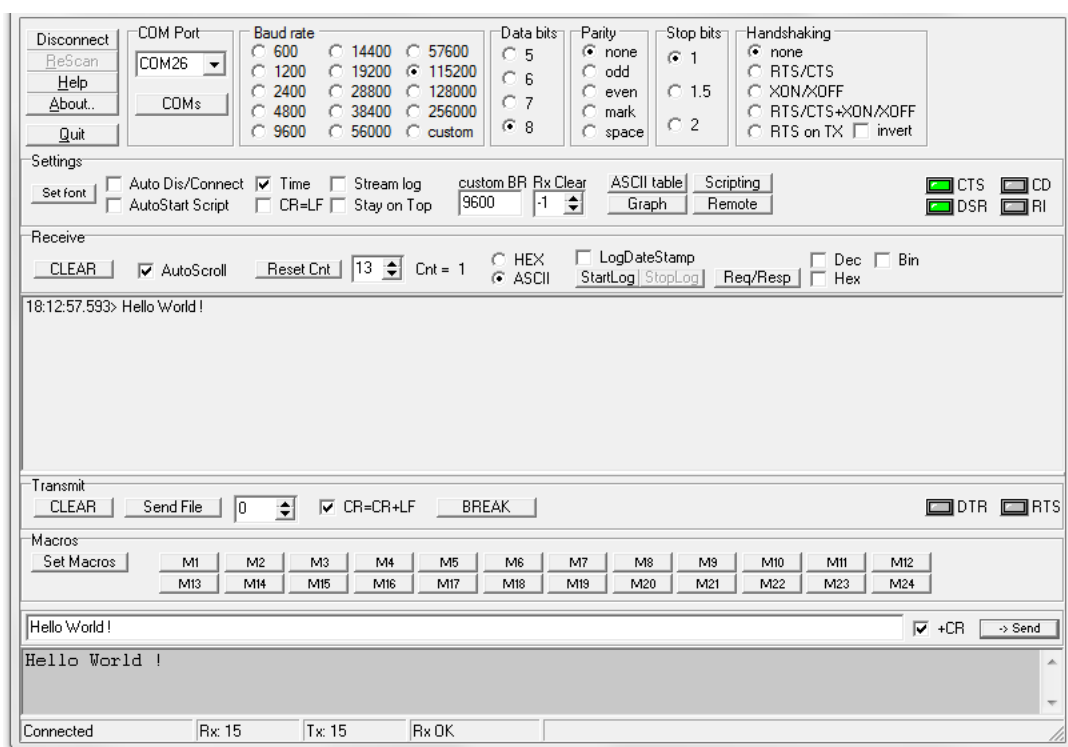 Disconnect
ReScan
Help
About..
Quit
COM Port
COM26
COMs
Baud rate
600 14400 57600
1200 19200 115200
2400 28800 128000
4800 38400 256000
9600 56000 custom
Data bits
5
6
7
8
Parity
none
odd
even
mark
space
Stop bits
1
1.5
2
Handshaking
none
RTS/CTS
XON/XOFF
RTS/CTS+XON/XOFF
RTS on TX invert
Settings
Set font
Auto Dis/Connect Time Stream log custom BR Rx Clear ASCII table Scripting CTS CD
AutoStart Script CR=LF Stay on Top 9600 -1 Graph Remote DSR RI
Receive
CLEAR AutoScroll Reset Cnt 13 Cnt = 1
HEX
ASCII
LogDateStamp
StartLog StopLog Req/Resp
Dec Bin
Hex
18:12:57.593> Hello World !
Transmit
CLEAR Send File 0 CR=CR+LF BREAK DTR RTS
Macros
Set Macros M1 M2 M3 M4 M5 M6 M7 M8 M9 M10 M11 M12
M13 M14 M15 M16 M17 M18 M19 M20 M21 M22 M23 M24
Hello World ! +CR -> Send
Hello World !
Connected Rx: 15 Tx: 15 Rx OK